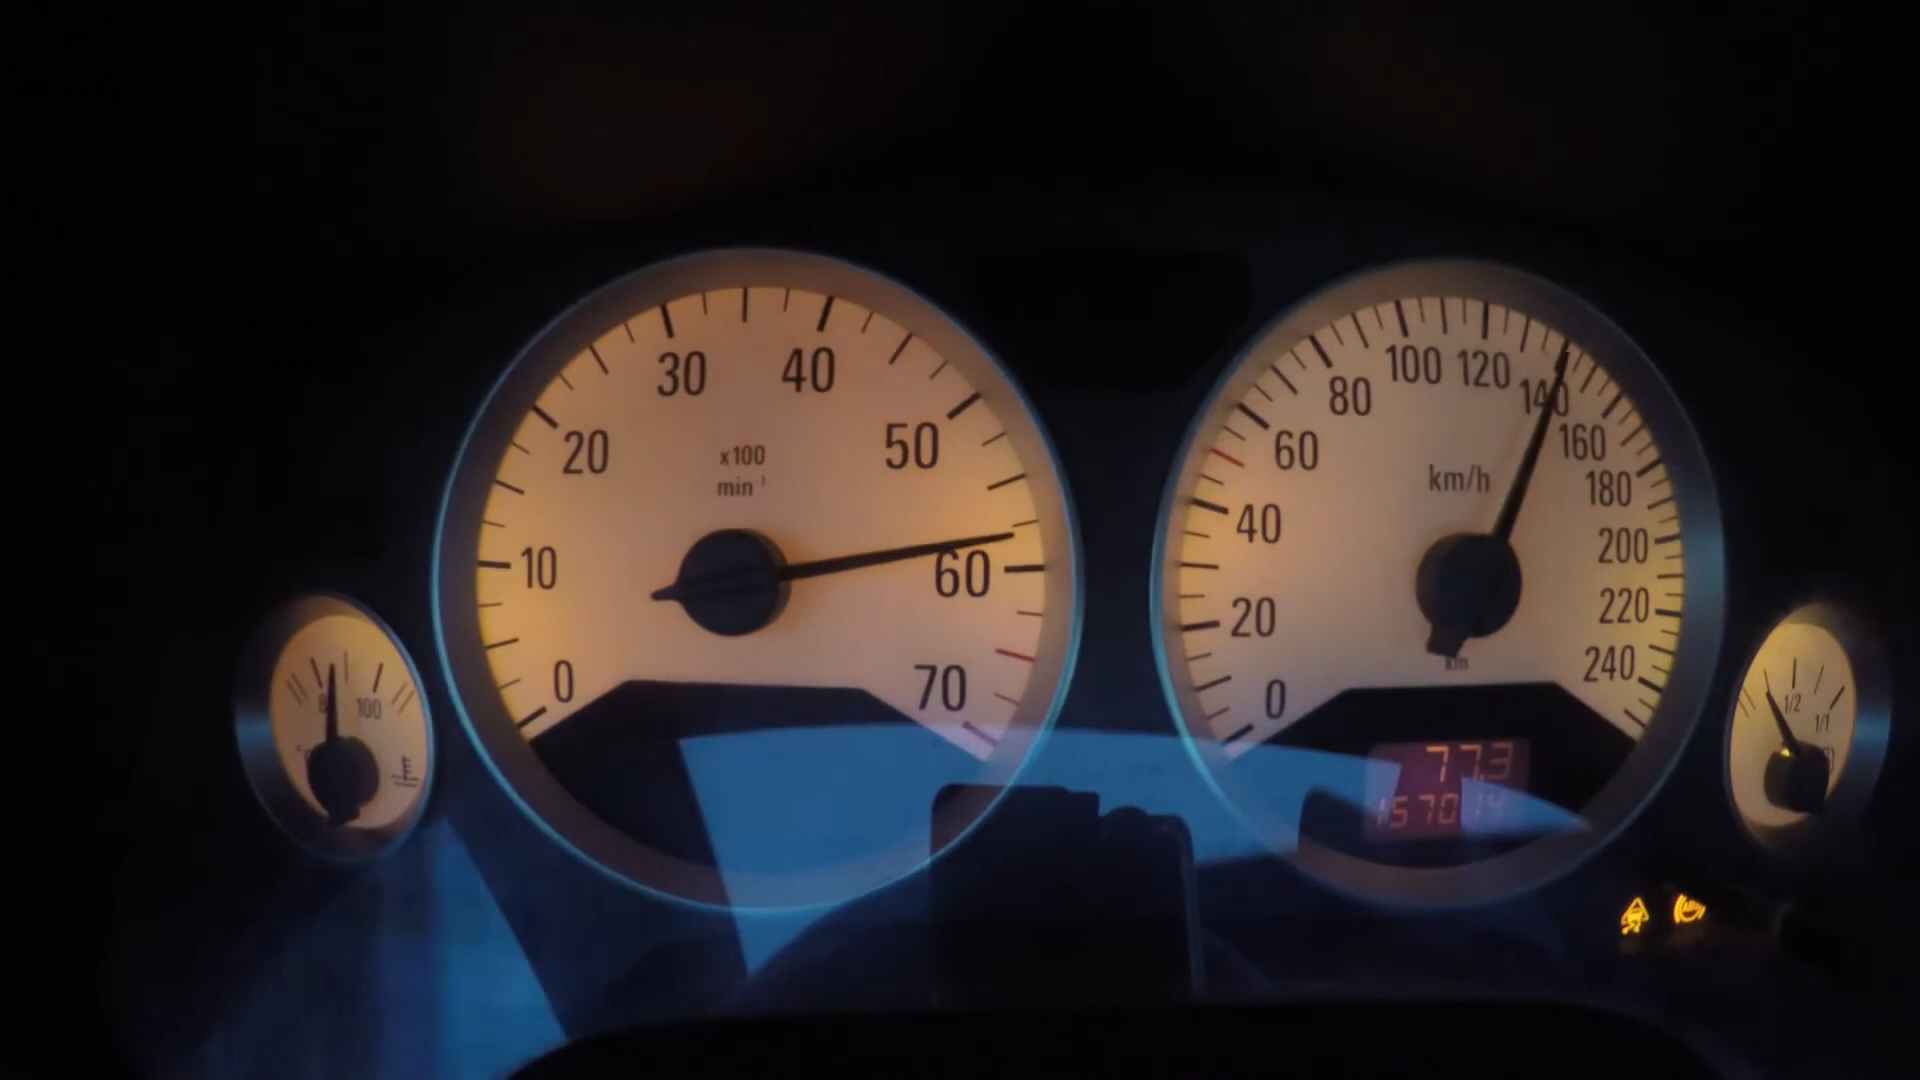 0 10 20 30 40 50 60 70
x100
min⁻¹
0 20 40 60 80 100 120 140 160 180 200 220 240
km/h
km
77.3
157014
100
1/2
1/1